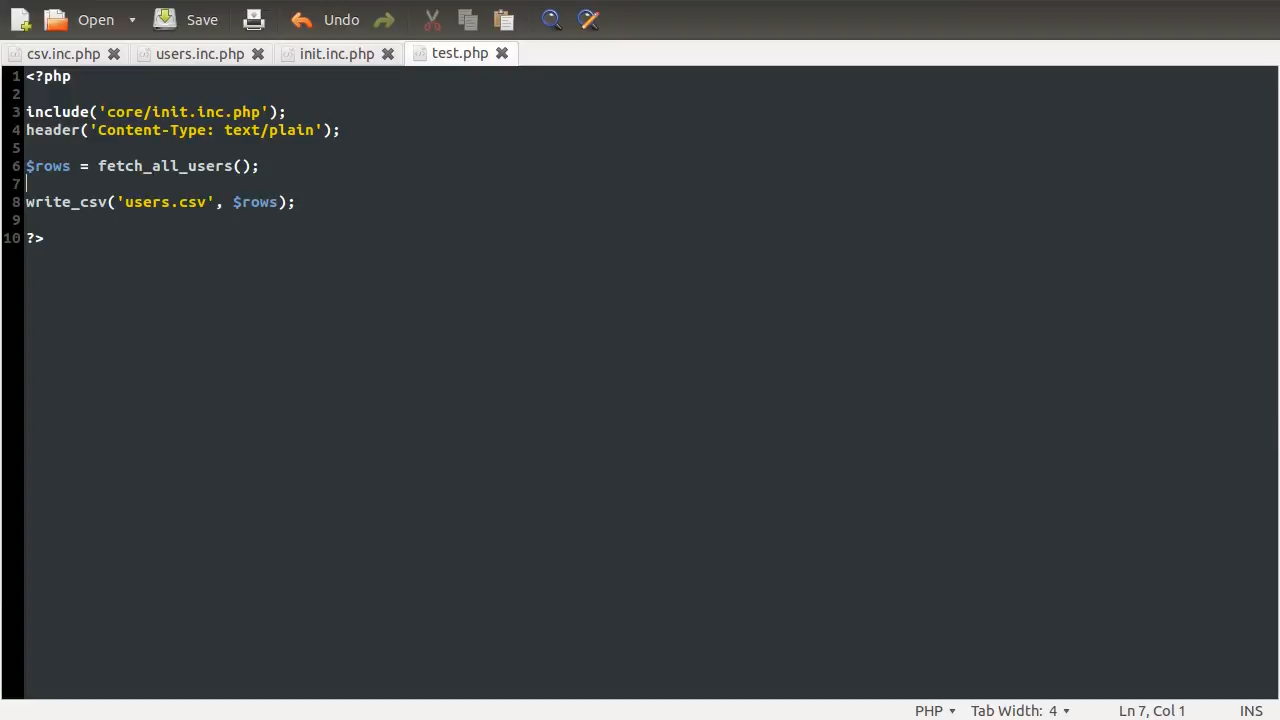 Open Save Undo
csv.inc.php users.inc.php init.inc.php test.php
1 <?php
2
3 include('core/init.inc.php');
4 header('Content-Type: text/plain');
5
6 $rows = fetch_all_users();
7
8 write_csv('users.csv', $rows);
9
10 ?>
PHP Tab Width: 4 Ln 7, Col 1 INS